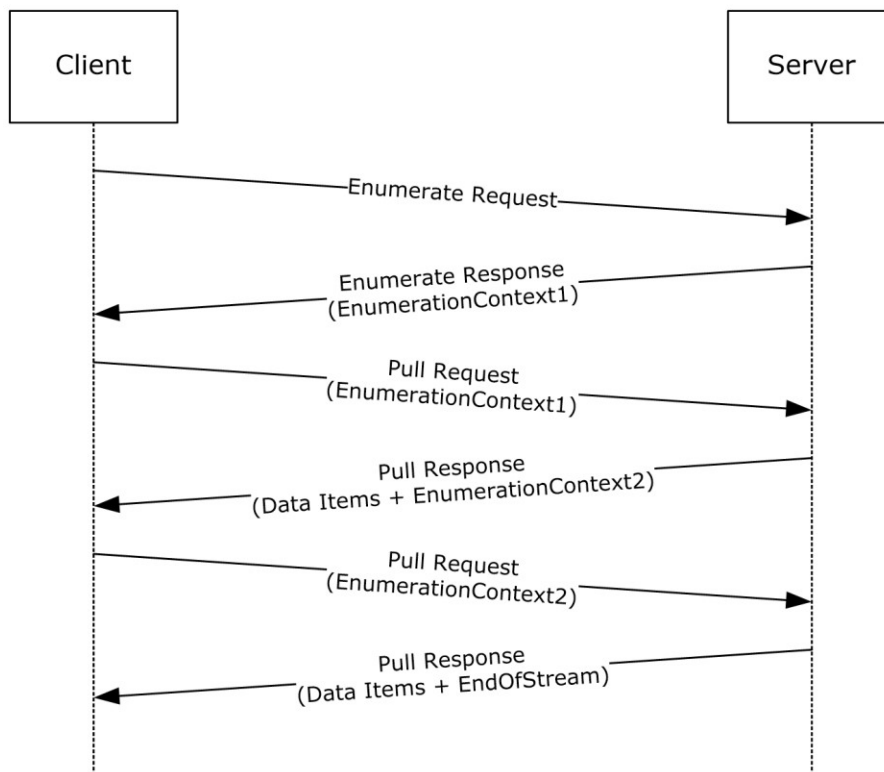 Client
Server
Enumerate Request
Enumerate Response
(EnumerationContext1)
Pull Request
(EnumerationContext1)
Pull Response
(Data Items + EnumerationContext2)
Pull Request
(EnumerationContext2)
Pull Response
(Data Items + EndOfStream)